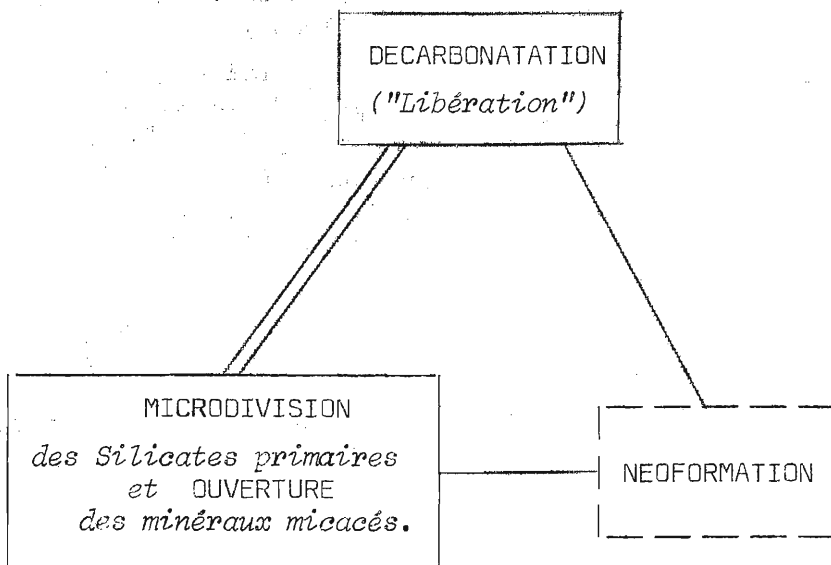 DECARBONATATION
("Libération")
MICRODIVISION
des Silicates primaires
et OUVERTURE
des minéraux micacés.
NEOFORMATION